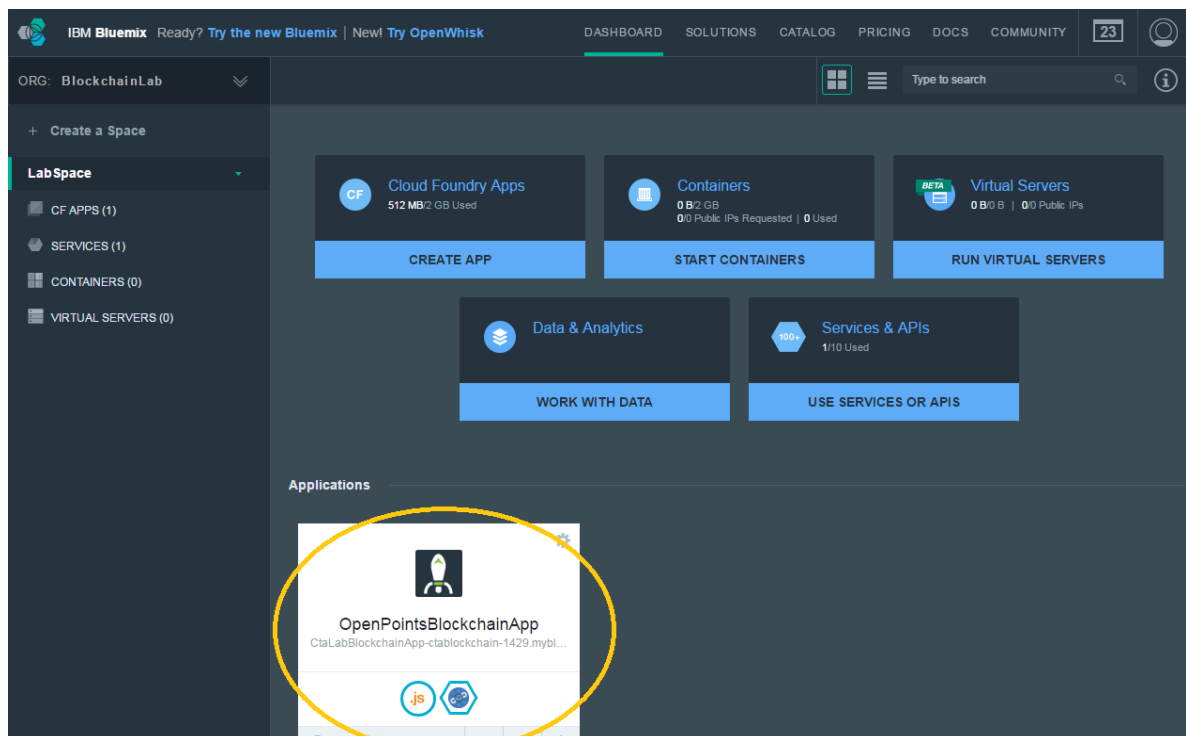 IBM Bluemix Ready? Try the new Bluemix | New! Try OpenWhisk DASHBOARD SOLUTIONS CATALOG PRICING DOCS COMMUNITY 23
ORG: BlockchainLab Type to search
+ Create a Space
LabSpace
CF APPS (1)
SERVICES (1)
CONTAINERS (0)
VIRTUAL SERVERS (0)
CF Cloud Foundry Apps
512 MB/2 GB Used
CREATE APP
Containers
0 B/2 GB
0/0 Public IPs Requested | 0 Used
START CONTAINERS
BETA Virtual Servers
0 B/0 B | 0/0 Public IPs
RUN VIRTUAL SERVERS
Data & Analytics
WORK WITH DATA
100+ Services & APIs
1/10 Used
USE SERVICES OR APIS
Applications
OpenPointsBlockchainApp
CtaLabBlockchainApp-ctablockchain-1429.mybl...
.js